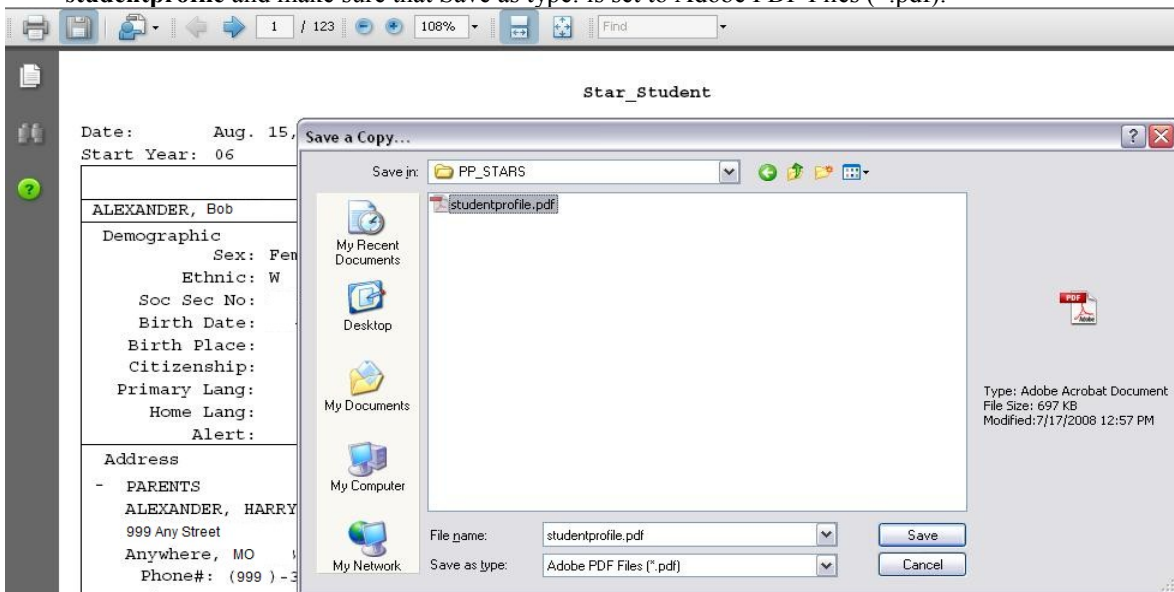 studentprofile and make sure that Save as type: is set to Adobe PDF Files (*.pdf).
1 / 123 108% Find
Star_Student
Date: Aug. 15,
Start Year: 06
ALEXANDER, Bob
Demographic
Sex: Fem
Ethnic: W
Soc Sec No:
Birth Date:
Birth Place:
Citizenship:
Primary Lang:
Home Lang:
Alert:
Address
- PARENTS
ALEXANDER, HARRY
999 Any Street
Anywhere, MO
Phone#: (999 )-3
Save a Copy...
Save in: PP_STARS
My Recent
Documents
Desktop
My Documents
My Computer
My Network
studentprofile.pdf
PDF
Adobe
Type: Adobe Acrobat Document
File Size: 697 KB
Modified:7/17/2008 12:57 PM
File name: studentprofile.pdf Save
Save as type: Adobe PDF Files (*.pdf) Cancel